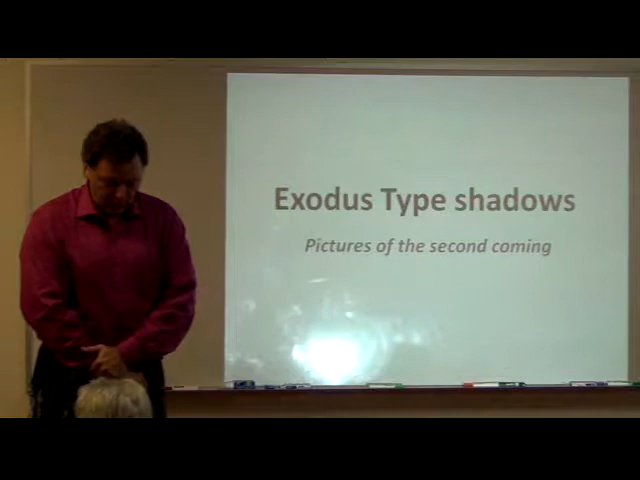 Exodus Type shadows
Pictures of the second coming